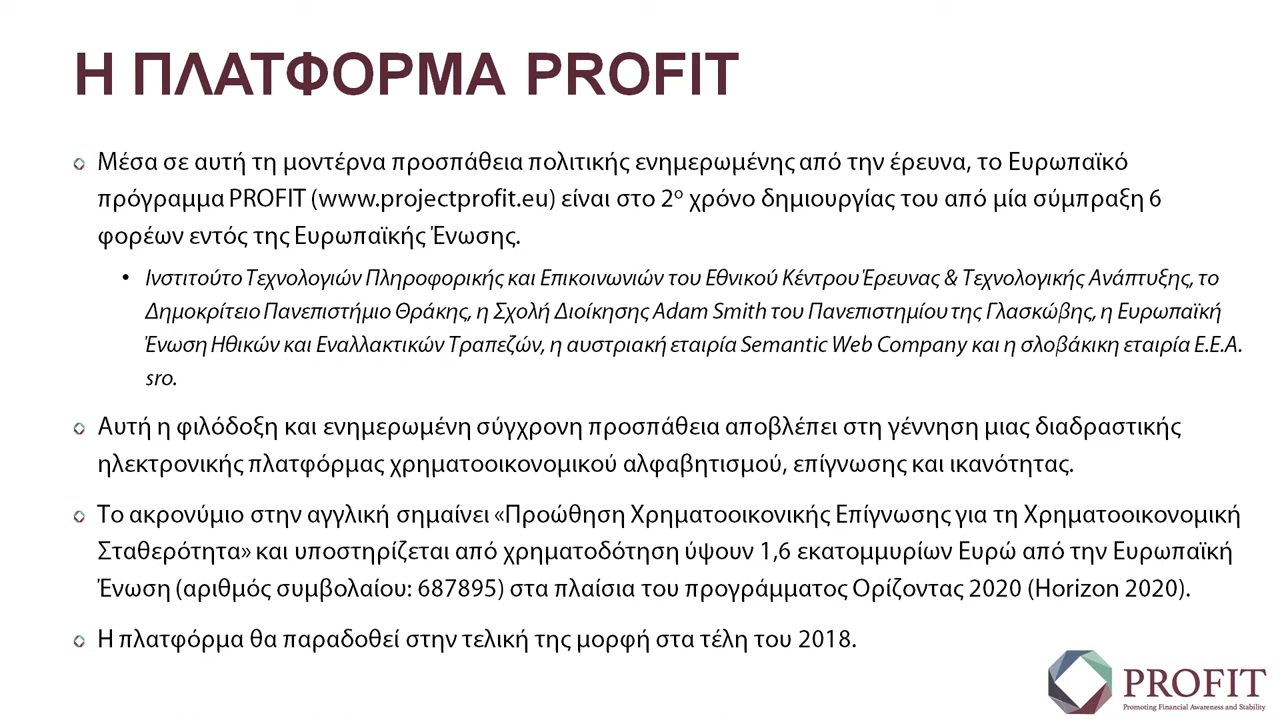 Η ΠΛΑΤΦΟΡΜΑ PROFIT
Μέσα σε αυτή τη μοντέρνα προσπάθεια πολιτικής ενημερωμένης από την έρευνα, το Ευρωπαϊκό
πρόγραμμα PROFIT (www.projectprofit.eu) είναι στο 2ο χρόνο δημιουργίας του από μία σύμπραξη 6
φορέων εντός της Ευρωπαϊκής Ένωσης.
• Ινστιτούτο Τεχνολογιών Πληροφορικής και Επικοινωνιών του Εθνικού Κέντρου Έρευνας & Τεχνολογικής Ανάπτυξης, το
Δημοκρίτειο Πανεπιστήμιο Θράκης, η Σχολή Διοίκησης Adam Smith του Πανεπιστημίου της Γλασκώβης, η Ευρωπαϊκή
Ένωση Ηθικών και Εναλλακτικών Τραπεζών, η αυστριακή εταιρία Semantic Web Company και η σλοβάκικη εταιρία E.E.A.
sro.
Αυτή η φιλόδοξη και ενημερωμένη σύγχρονη προσπάθεια αποβλέπει στη γέννηση μιας διαδραστικής
ηλεκτρονικής πλατφόρμας χρηματοοικονομικού αλφαβητισμού, επίγνωσης και ικανότητας.
Το ακρονύμιο στην αγγλική σημαίνει «Προώθηση Χρηματοοικονικής Επίγνωσης για τη Χρηματοοικονομική
Σταθερότητα» και υποστηρίζεται από χρηματοδότηση ύψουν 1,6 εκατομμυρίων Ευρώ από την Ευρωπαϊκή
Ένωση (αριθμός συμβολαίου: 687895) στα πλαίσια του προγράμματος Ορίζοντας 2020 (Horizon 2020).
Η πλατφόρμα θα παραδοθεί στην τελική της μορφή στα τέλη του 2018.
PROFIT
Promoting Financial Awareness and Stability